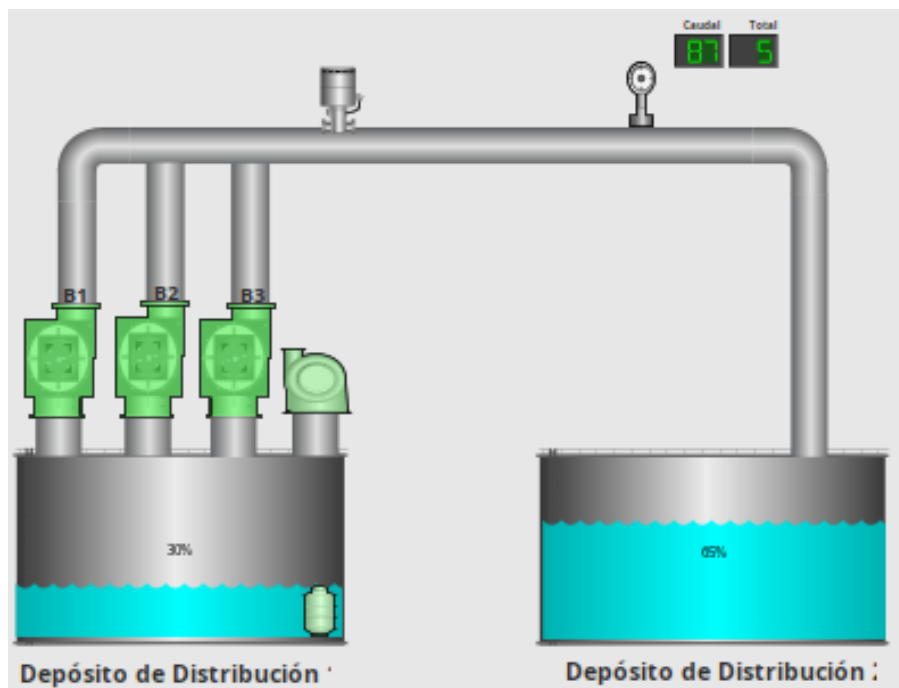 Caudal Total
87 5
B1 B2 B3
30%
65%
Depósito de Distribución
Depósito de Distribución